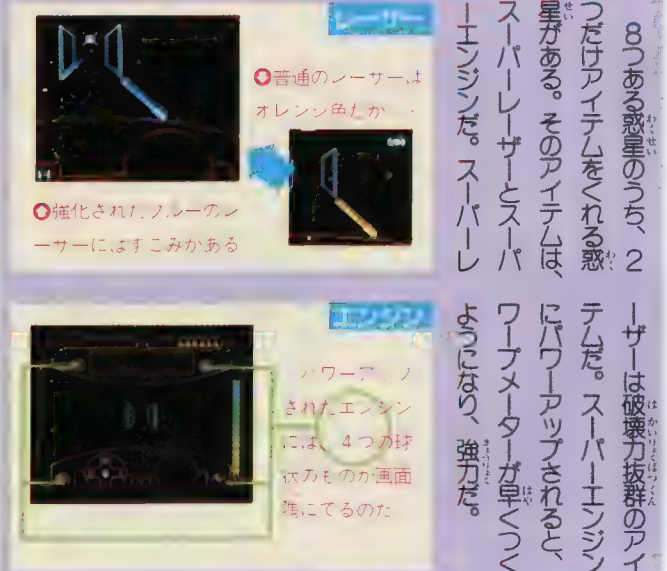 8つある惑星のうち、2
つだけアイテムをくれる惑
星がある。そのアイテムは、
スーパーレーザーとスーパ
ーエンジンだ。スーパーレ
ーザーは破壊力抜群のアイ
テムだ。スーパーエンジン
にパワーアップされると、
ワープメーターが早くつく
ようになり、強力だ。
レーザー
普通のレーザーは
オレンジ色だが
強化されたブルーのレ
ーザーにはすごみがある
パワーアップ
されたエンジン
には、4つの球
状のものが画面
にでるのだ